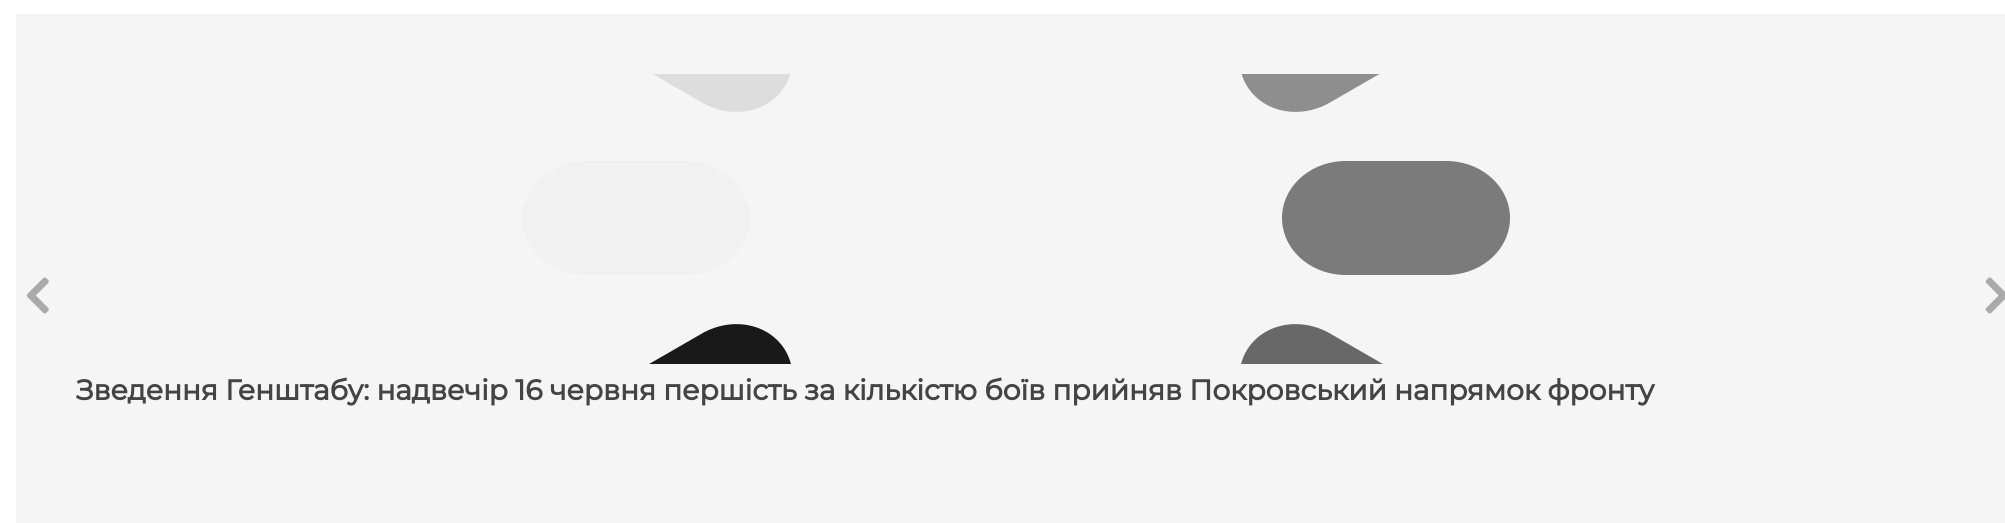 Зведення Генштабу: надвечір 16 червня першість за кількістю боїв прийняв Покровський напрямок фронту